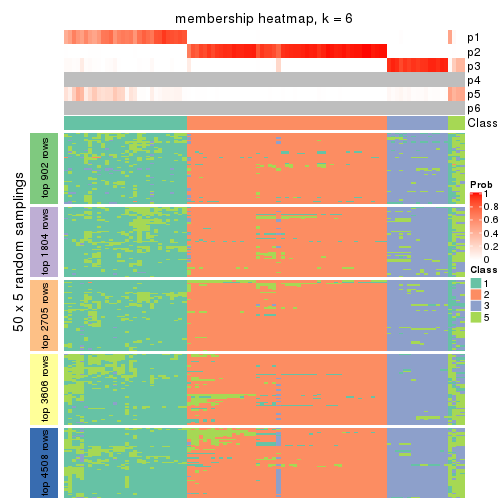 membership heatmap, k = 6
p1
p2
p3
p4
p5
p6
Class
50 x 5 random samplings
top 902 rows
top 1804 rows
top 2705 rows
top 3606 rows
top 4508 rows
Prob
1
0.8
0.6
0.4
0.2
0
Class
1
2
3
5